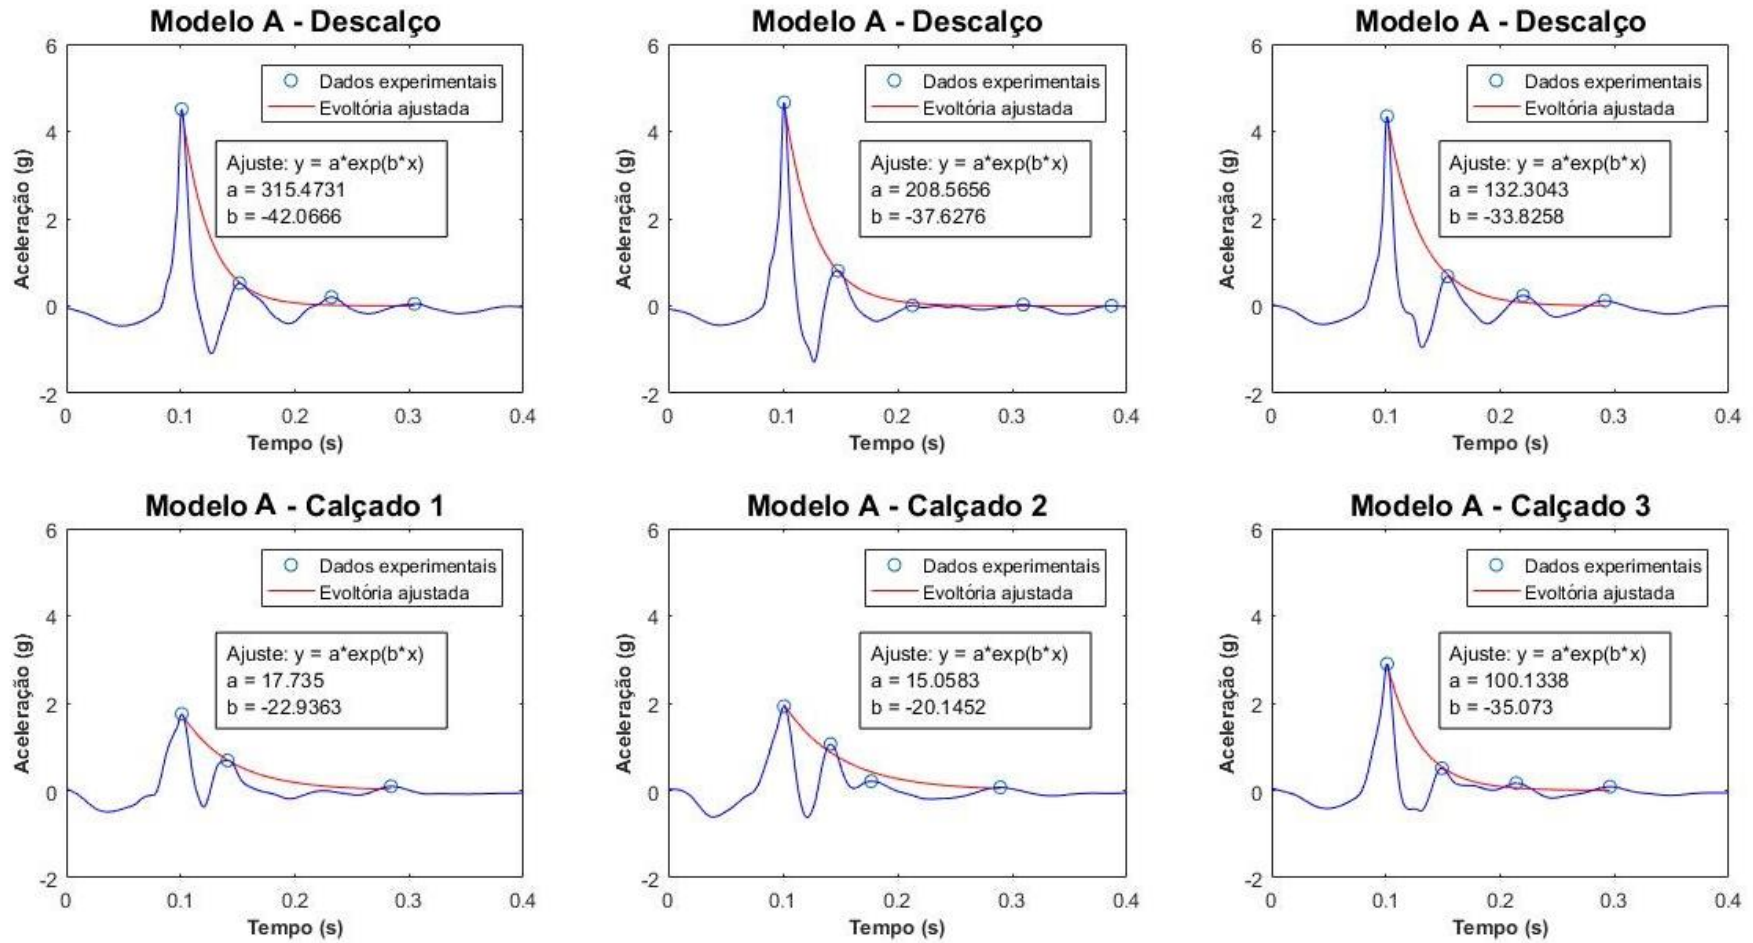 Modelo A - Descalço
Aceleração (g)
6
4
2
0
-2
Dados experimentais
Evoltória ajustada
Ajuste: y = a*exp(b*x)
a = 315.4731
b = -42.0666
0 0.1 0.2 0.3 0.4
Tempo (s)
Modelo A - Descalço
Aceleração (g)
6
4
2
0
-2
Dados experimentais
Evoltória ajustada
Ajuste: y = a*exp(b*x)
a = 208.5656
b = -37.6276
0 0.1 0.2 0.3 0.4
Tempo (s)
Modelo A - Descalço
Aceleração (g)
6
4
2
0
-2
Dados experimentais
Evoltória ajustada
Ajuste: y = a*exp(b*x)
a = 132.3043
b = -33.8258
0 0.1 0.2 0.3 0.4
Tempo (s)
Modelo A - Calçado 1
Aceleração (g)
6
4
2
0
-2
Dados experimentais
Evoltória ajustada
Ajuste: y = a*exp(b*x)
a = 17.735
b = -22.9363
0 0.1 0.2 0.3 0.4
Tempo (s)
Modelo A - Calçado 2
Aceleração (g)
6
4
2
0
-2
Dados experimentais
Evoltória ajustada
Ajuste: y = a*exp(b*x)
a = 15.0583
b = -20.1452
0 0.1 0.2 0.3 0.4
Tempo (s)
Modelo A - Calçado 3
Aceleração (g)
6
4
2
0
-2
Dados experimentais
Evoltória ajustada
Ajuste: y = a*exp(b*x)
a = 100.1338
b = -35.073
0 0.1 0.2 0.3 0.4
Tempo (s)